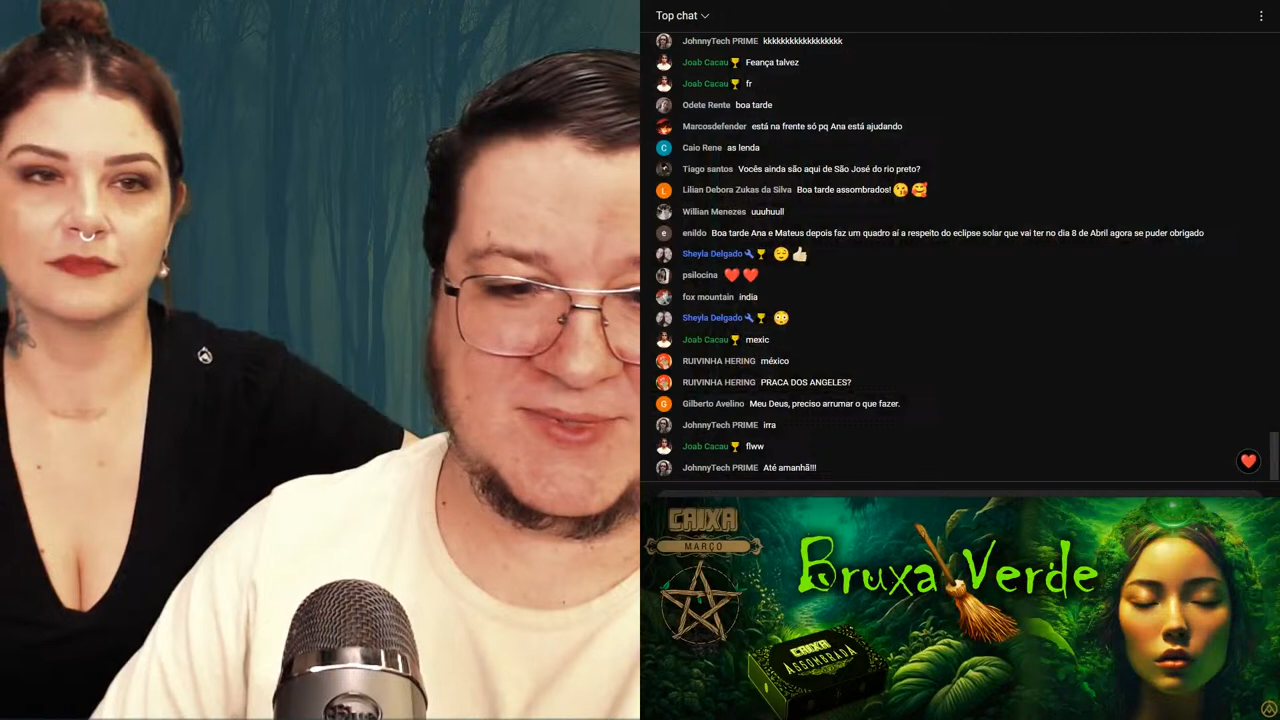 Top chat
JohnnyTech PRIME kkkkkkkkkkkkkkkkkk
Joab Cacau Feança talvez
Joab Cacau fr
Odete Rente boa tarde
Marcosdefender está na frente só pq Ana está ajudando
C Caio Rene as lenda
Tiago santos Vocês ainda são aqui de São José do rio preto?
L Lilian Debora Zukas da Silva Boa tarde assombrados! 😘 🥰
Willian Menezes uuuhuull
e enildo Boa tarde Ana e Mateus depois faz um quadro aí a respeito do eclipse solar que vai ter no dia 8 de Abril agora se puder obrigado
Sheyla Delgado 😌 👍
psilocina ❤️ ❤️
fox mountain india
Sheyla Delgado 😳
Joab Cacau mexic
RUIVINHA HERING méxico
RUIVINHA HERING PRACA DOS ANGELES?
G Gilberto Avelino Meu Deus, preciso arrumar o que fazer.
JohnnyTech PRIME irra
Joab Cacau flww
JohnnyTech PRIME Até amanhã!!!
CAIXA
MARÇO
Bruxa Verde
CAIXA
ASSOMBRADA